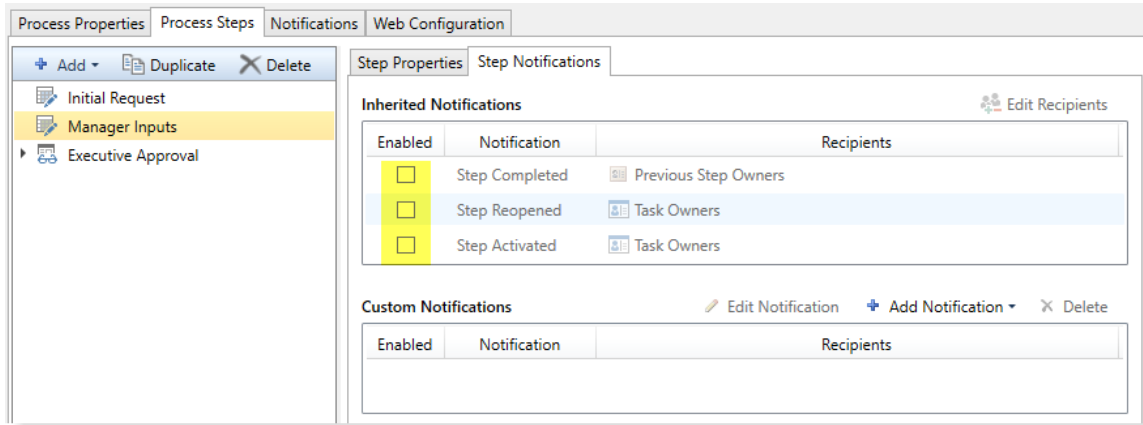 Process Properties Process Steps Notifications Web Configuration
Add Duplicate Delete
Initial Request
Manager Inputs
Executive Approval
Step Properties Step Notifications
Inherited Notifications Edit Recipients
Enabled Notification Recipients
Step Completed Previous Step Owners
Step Reopened Task Owners
Step Activated Task Owners
Custom Notifications Edit Notification Add Notification Delete
Enabled Notification Recipients